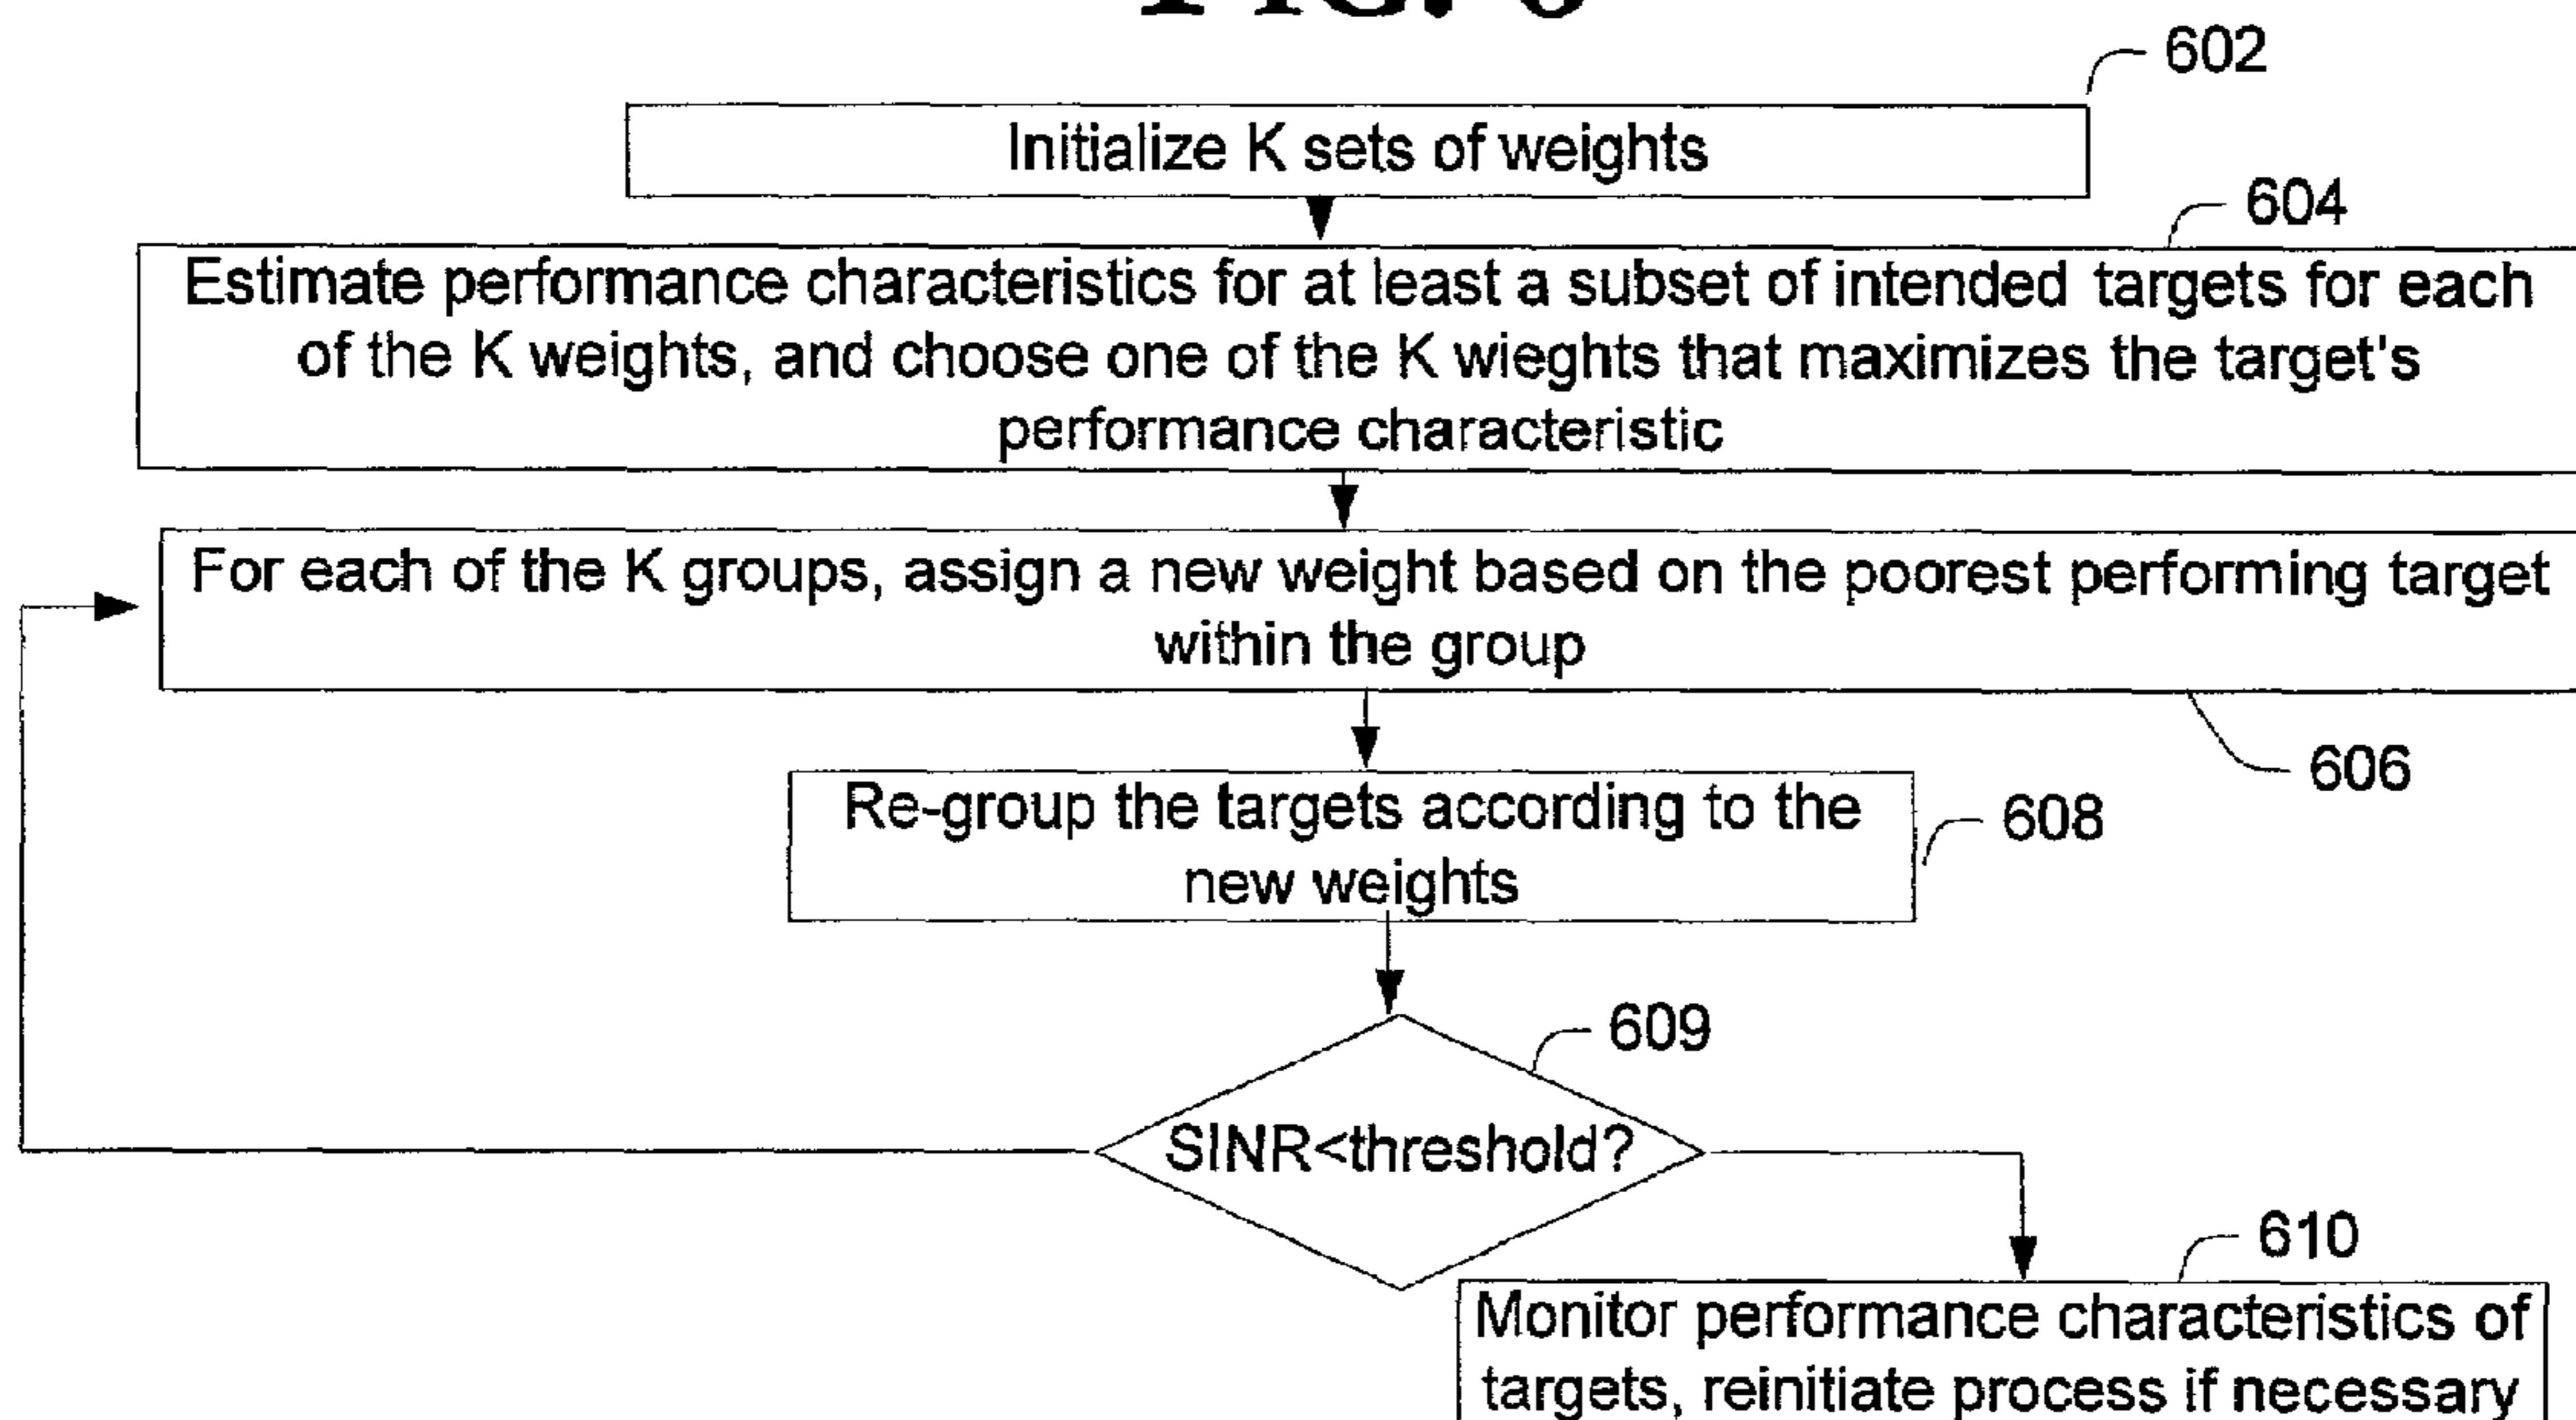 602
Initialize K sets of weights
604
Estimate performance characteristics for at least a subset of intended targets for each
of the K weights, and choose one of the K wieghts that maximizes the target's
performance characteristic
For each of the K groups, assign a new weight based on the poorest performing target
within the group
606
Re-group the targets according to the
new weights
608
609
SINR<threshold?
610
Monitor performance characteristics of
targets, reinitiate process if necessary